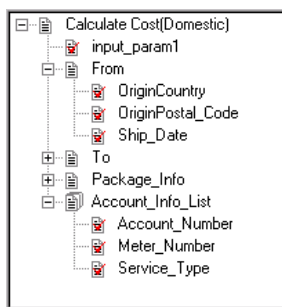 Calculate Cost(Domestic)
input_param1
From
OriginCountry
OriginPostal_Code
Ship_Date
To
Package_Info
Account_Info_List
Account_Number
Meter_Number
Service_Type